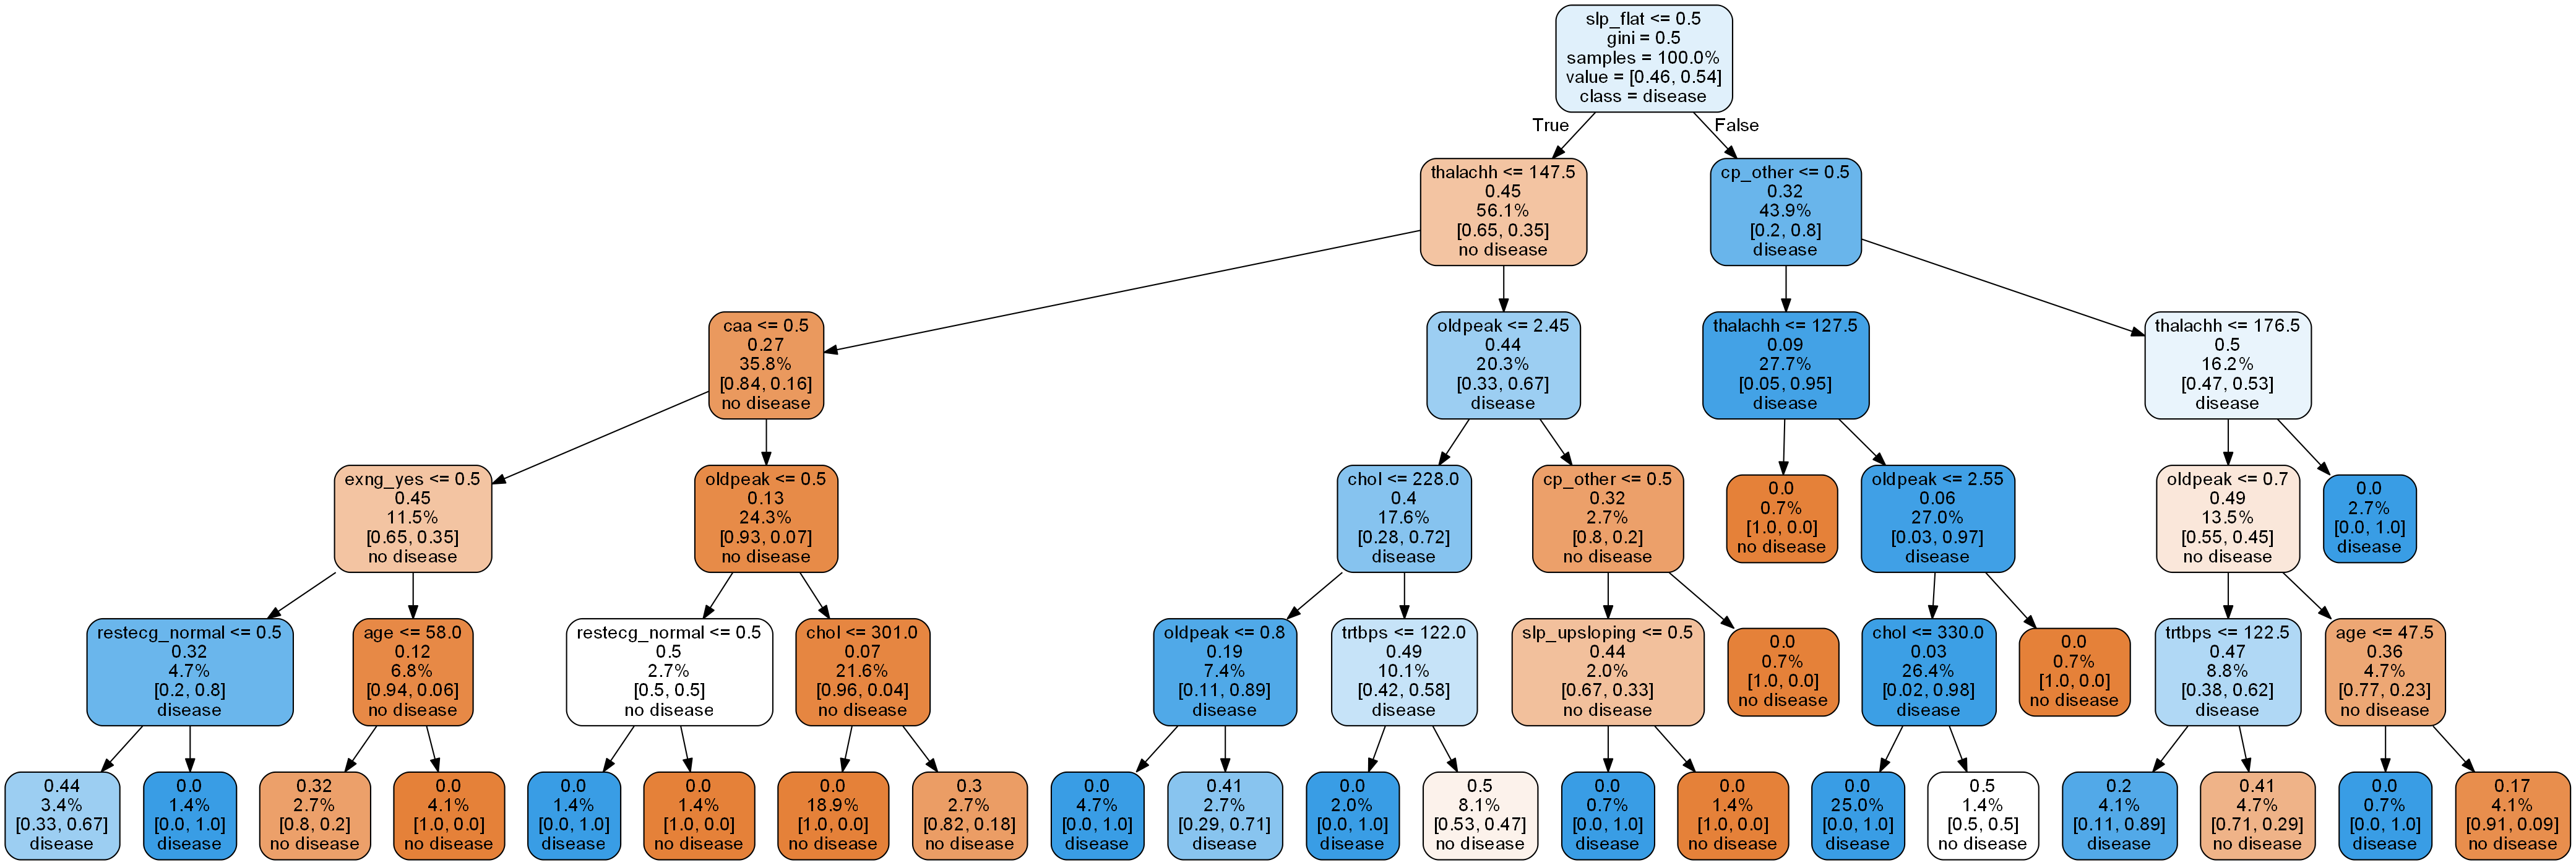 slp_flat <= 0.5
gini = 0.5
samples = 100.0%
value = [0.46, 0.54]
class = disease
True
False
thalachh <= 147.5
0.45
56.1%
[0.65, 0.35]
no disease
cp_other <= 0.5
0.32
43.9%
[0.2, 0.8]
disease
caa <= 0.5
0.27
35.8%
[0.84, 0.16]
no disease
oldpeak <= 2.45
0.44
20.3%
[0.33, 0.67]
disease
thalachh <= 127.5
0.09
27.7%
[0.05, 0.95]
disease
thalachh <= 176.5
0.5
16.2%
[0.47, 0.53]
disease
exng_yes <= 0.5
0.45
11.5%
[0.65, 0.35]
no disease
oldpeak <= 0.5
0.13
24.3%
[0.93, 0.07]
no disease
chol <= 228.0
0.4
17.6%
[0.28, 0.72]
disease
cp_other <= 0.5
0.32
2.7%
[0.8, 0.2]
no disease
0.0
0.7%
[1.0, 0.0]
no disease
oldpeak <= 2.55
0.06
27.0%
[0.03, 0.97]
disease
oldpeak <= 0.7
0.49
13.5%
[0.55, 0.45]
no disease
0.0
2.7%
[0.0, 1.0]
disease
restecg_normal <= 0.5
0.32
4.7%
[0.2, 0.8]
disease
age <= 58.0
0.12
6.8%
[0.94, 0.06]
no disease
restecg_normal <= 0.5
0.5
2.7%
[0.5, 0.5]
no disease
chol <= 301.0
0.07
21.6%
[0.96, 0.04]
no disease
oldpeak <= 0.8
0.19
7.4%
[0.11, 0.89]
disease
trtbps <= 122.0
0.49
10.1%
[0.42, 0.58]
disease
slp_upsloping <= 0.5
0.44
2.0%
[0.67, 0.33]
no disease
0.0
0.7%
[1.0, 0.0]
no disease
chol <= 330.0
0.03
26.4%
[0.02, 0.98]
disease
0.0
0.7%
[1.0, 0.0]
no disease
trtbps <= 122.5
0.47
8.8%
[0.38, 0.62]
disease
age <= 47.5
0.36
4.7%
[0.77, 0.23]
no disease
0.44
3.4%
[0.33, 0.67]
disease
0.0
1.4%
[0.0, 1.0]
disease
0.32
2.7%
[0.8, 0.2]
no disease
0.0
4.1%
[1.0, 0.0]
no disease
0.0
1.4%
[0.0, 1.0]
disease
0.0
1.4%
[1.0, 0.0]
no disease
0.0
18.9%
[1.0, 0.0]
no disease
0.3
2.7%
[0.82, 0.18]
no disease
0.0
4.7%
[0.0, 1.0]
disease
0.41
2.7%
[0.29, 0.71]
disease
0.0
2.0%
[0.0, 1.0]
disease
0.5
8.1%
[0.53, 0.47]
no disease
0.0
0.7%
[0.0, 1.0]
disease
0.0
1.4%
[1.0, 0.0]
no disease
0.0
25.0%
[0.0, 1.0]
disease
0.5
1.4%
[0.5, 0.5]
no disease
0.2
4.1%
[0.11, 0.89]
disease
0.41
4.7%
[0.71, 0.29]
no disease
0.0
0.7%
[0.0, 1.0]
disease
0.17
4.1%
[0.91, 0.09]
no disease